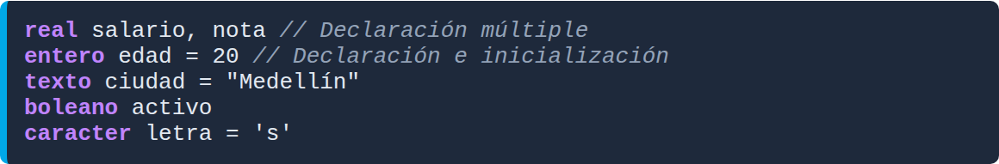 real salario, nota // Declaración múltiple
entero edad = 20 // Declaración e inicialización
texto ciudad = "Medellín"
boleano activo
caracter letra = 's'